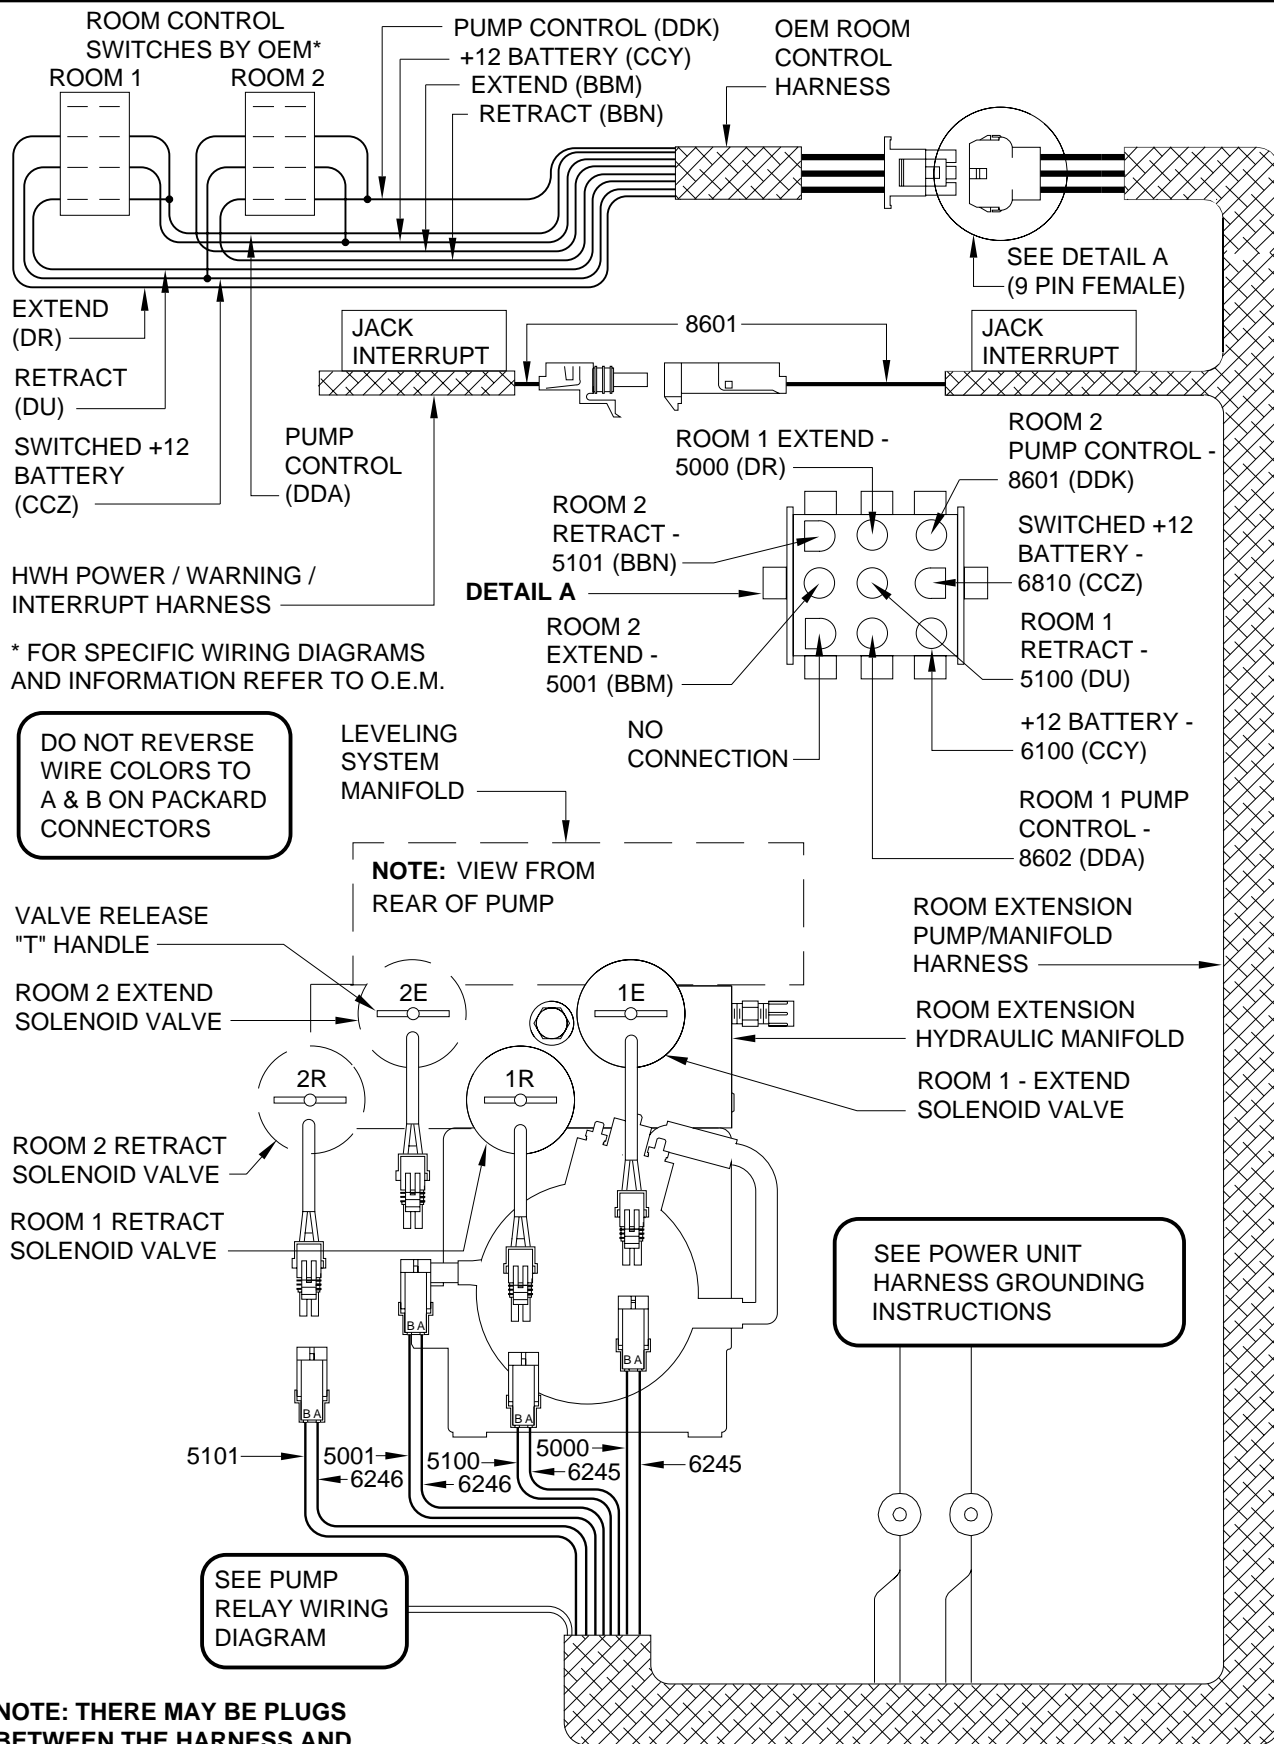 ROOM CONTROL
SWITCHES BY OEM*
ROOM 1
ROOM 2
PUMP CONTROL (DDK)
+12 BATTERY (CCY)
EXTEND (BBM)
RETRACT (BBN)
OEM ROOM
CONTROL
HARNESS
SEE DETAIL A
(9 PIN FEMALE)
EXTEND
(DR)
RETRACT
(DU)
SWITCHED +12
BATTERY
(CCZ)
PUMP
CONTROL
(DDA)
JACK
INTERRUPT
8601
JACK
INTERRUPT
HWH POWER / WARNING /
INTERRUPT HARNESS
* FOR SPECIFIC WIRING DIAGRAMS
AND INFORMATION REFER TO O.E.M.
ROOM 1 EXTEND -
5000 (DR)
ROOM 2
PUMP CONTROL -
8601 (DDK)
ROOM 2
RETRACT -
5101 (BBN)
SWITCHED +12
BATTERY -
6810 (CCZ)
DETAIL A
ROOM 2
EXTEND -
5001 (BBM)
ROOM 1
RETRACT -
5100 (DU)
NO
CONNECTION
+12 BATTERY -
6100 (CCY)
ROOM 1 PUMP
CONTROL -
8602 (DDA)
DO NOT REVERSE
WIRE COLORS TO
A & B ON PACKARD
CONNECTORS
LEVELING
SYSTEM
MANIFOLD
NOTE: VIEW FROM
REAR OF PUMP
VALVE RELEASE
"T" HANDLE
ROOM 2 EXTEND
SOLENOID VALVE
2E
1E
2R
1R
ROOM EXTENSION
PUMP/MANIFOLD
HARNESS
ROOM EXTENSION
HYDRAULIC MANIFOLD
ROOM 1 - EXTEND
SOLENOID VALVE
ROOM 2 RETRACT
SOLENOID VALVE
ROOM 1 RETRACT
SOLENOID VALVE
SEE POWER UNIT
HARNESS GROUNDING
INSTRUCTIONS
B A
B A
B A
B A
5101
6246
5001
6246
5100
6245
5000
6245
SEE PUMP
RELAY WIRING
DIAGRAM
NOTE: THERE MAY BE PLUGS
BETWEEN THE HARNESS AND